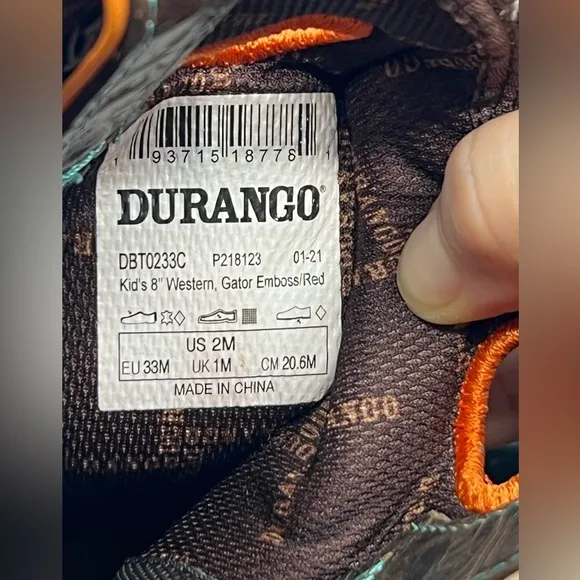 1 93715 18778 1
DURANGO®
DBT0233C P218123 01-21
Kid's 8" Western, Gator Emboss/Red
US 2M
EU 33M UK 1M CM 20.6M
MADE IN CHINA
DURANGO